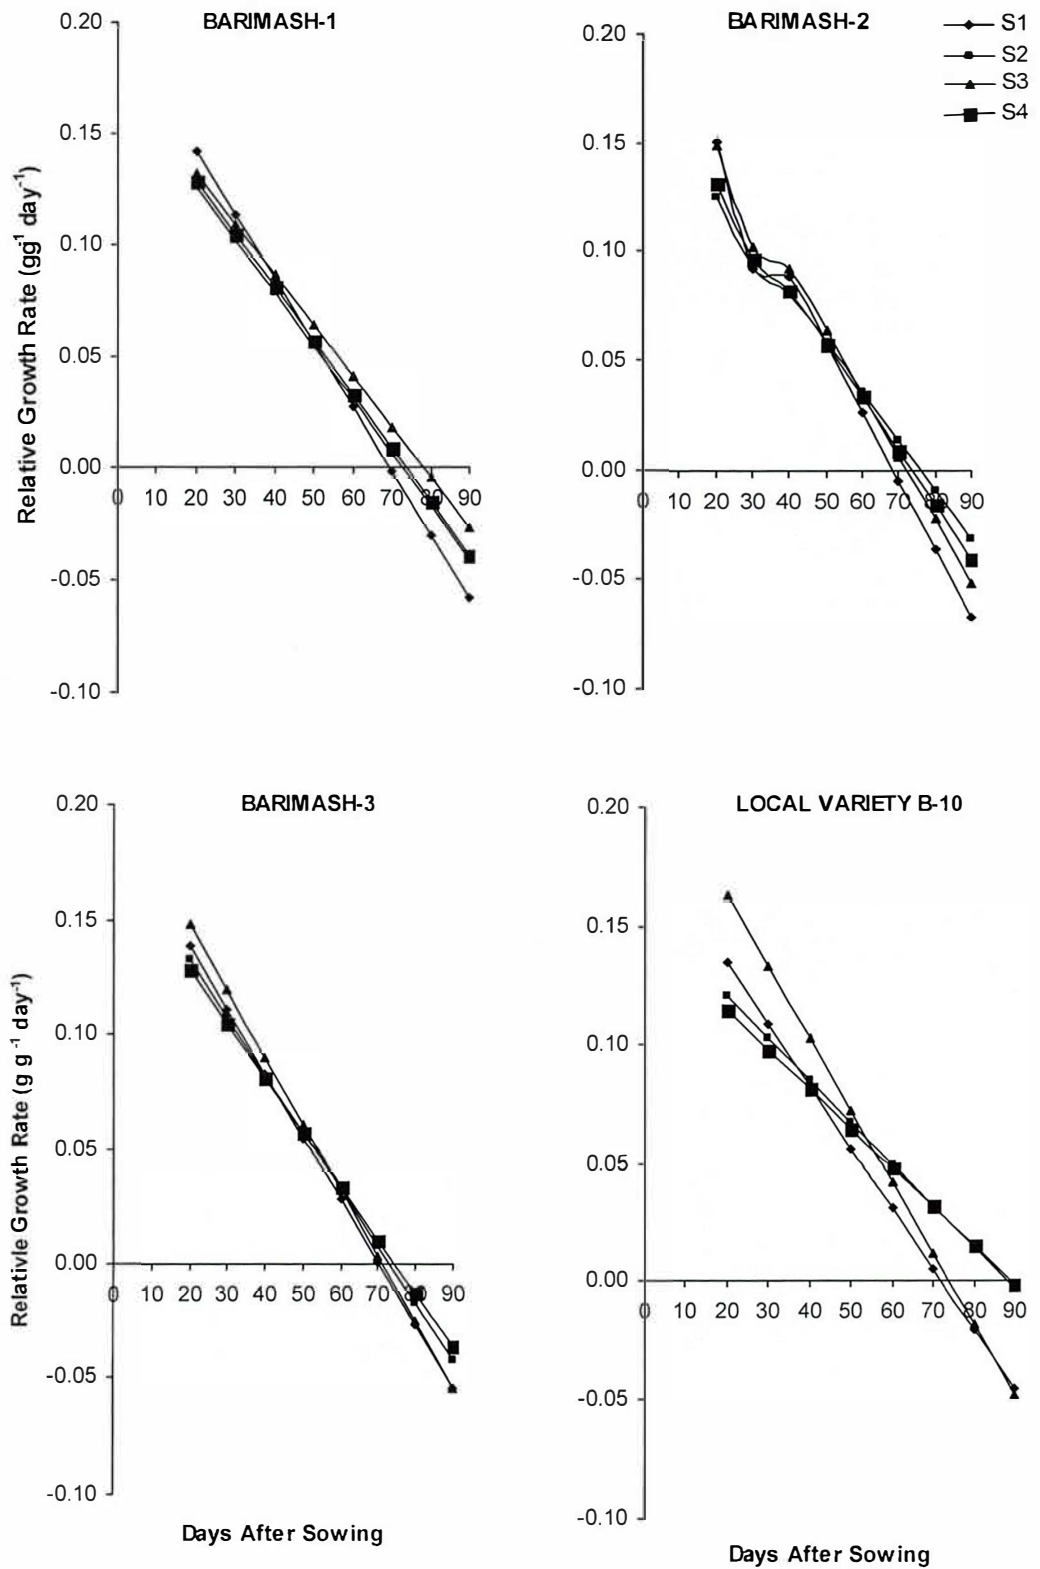 BARIMASH-1
0.20
0.15
0.10
0.05
0.00
-0.05
-0.10
0 10 20 30 40 50 60 70 80 90
Relative Growth Rate (gg-1 day-1)
BARIMASH-2
0.20
0.15
0.10
0.05
0.00
-0.05
-0.10
0 10 20 30 40 50 60 70 80 90
S1
S2
S3
S4
BARIMASH-3
0.20
0.15
0.10
0.05
0.00
-0.05
-0.10
0 10 20 30 40 50 60 70 80 90
Relativle Growth Rate (g g -1 day-1)
Days After Sowing
LOCAL VARIETY B-10
0.20
0.15
0.10
0.05
0.00
-0.05
-0.10
0 10 20 30 40 50 60 70 80 90
Days After Sowing